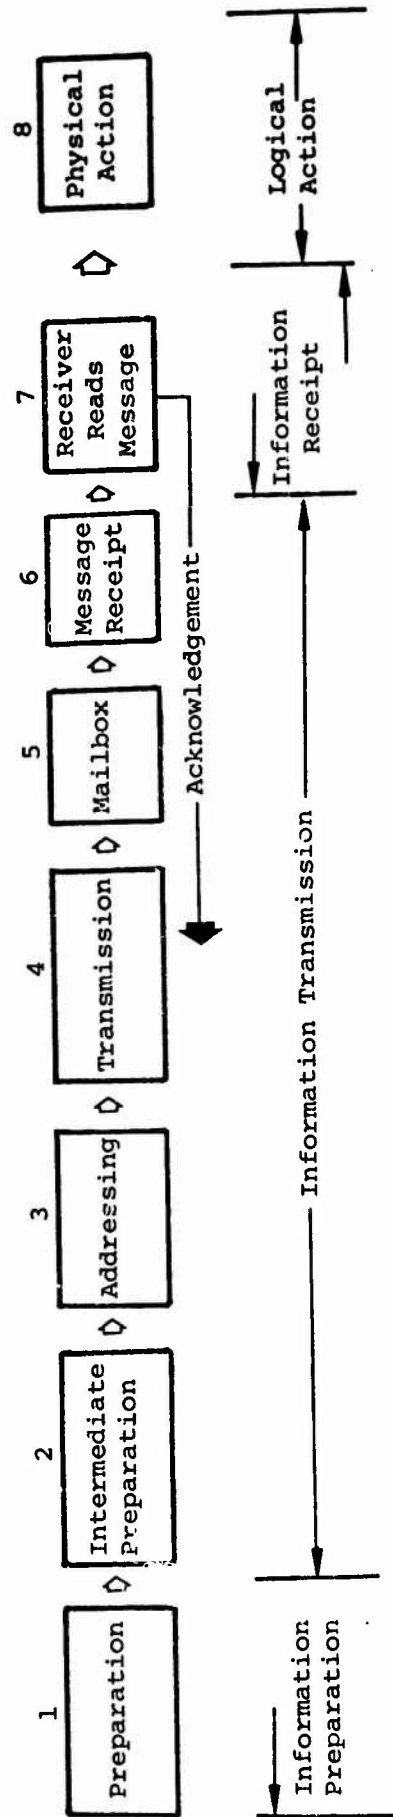 1
Preparation
2
Intermediate
Preparation
3
Addressing
4
Transmission
5
Mailbox
6
Message
Receipt
7
Receiver
Reads
Message
8
Physical
Action
Acknowledgement
Information
Preparation
Information Transmission
Information
Receipt
Logical
Action